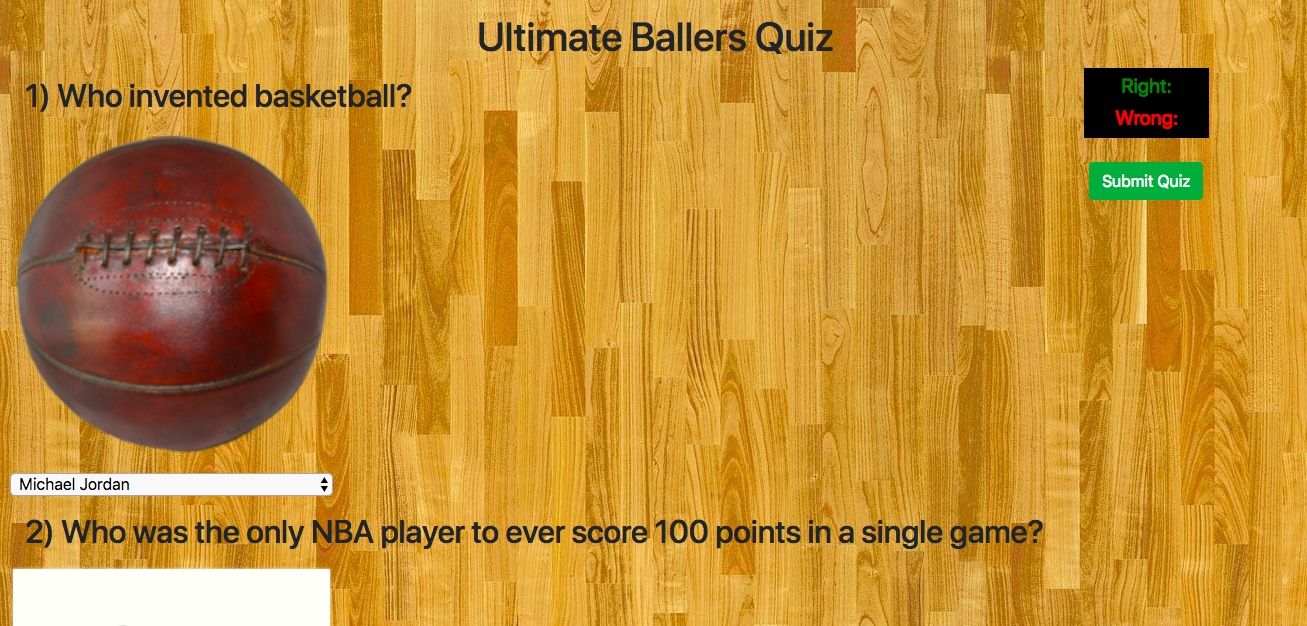 Ultimate Ballers Quiz
1) Who invented basketball?
Right:
Wrong:
Submit Quiz
Michael Jordan
2) Who was the only NBA player to ever score 100 points in a single game?